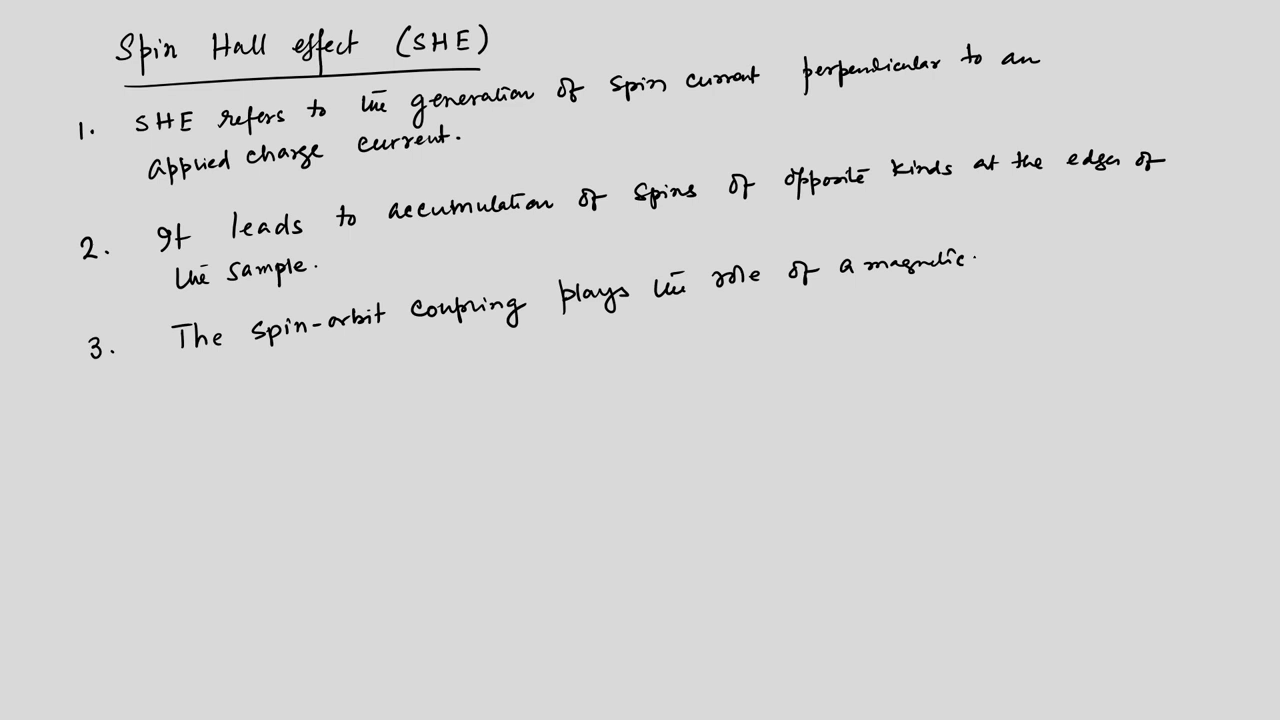 Spin Hall effect (SHE)
1. SHE refers to the generation of spin current perpendicular to an
applied charge current.
2. It leads to accumulation of spins of opposite kinds at the edges of
the sample.
3. The spin-orbit coupling plays the role of a magnetic.